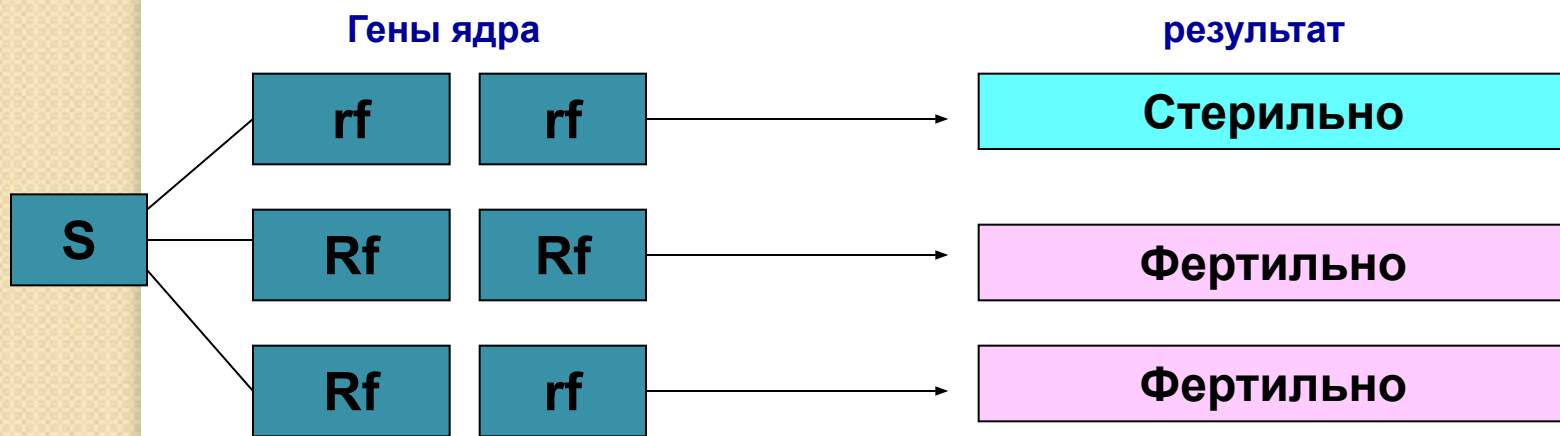 Гены ядра результат
rf rf Стерильно
S Rf Rf Фертильно
Rf rf Фертильно